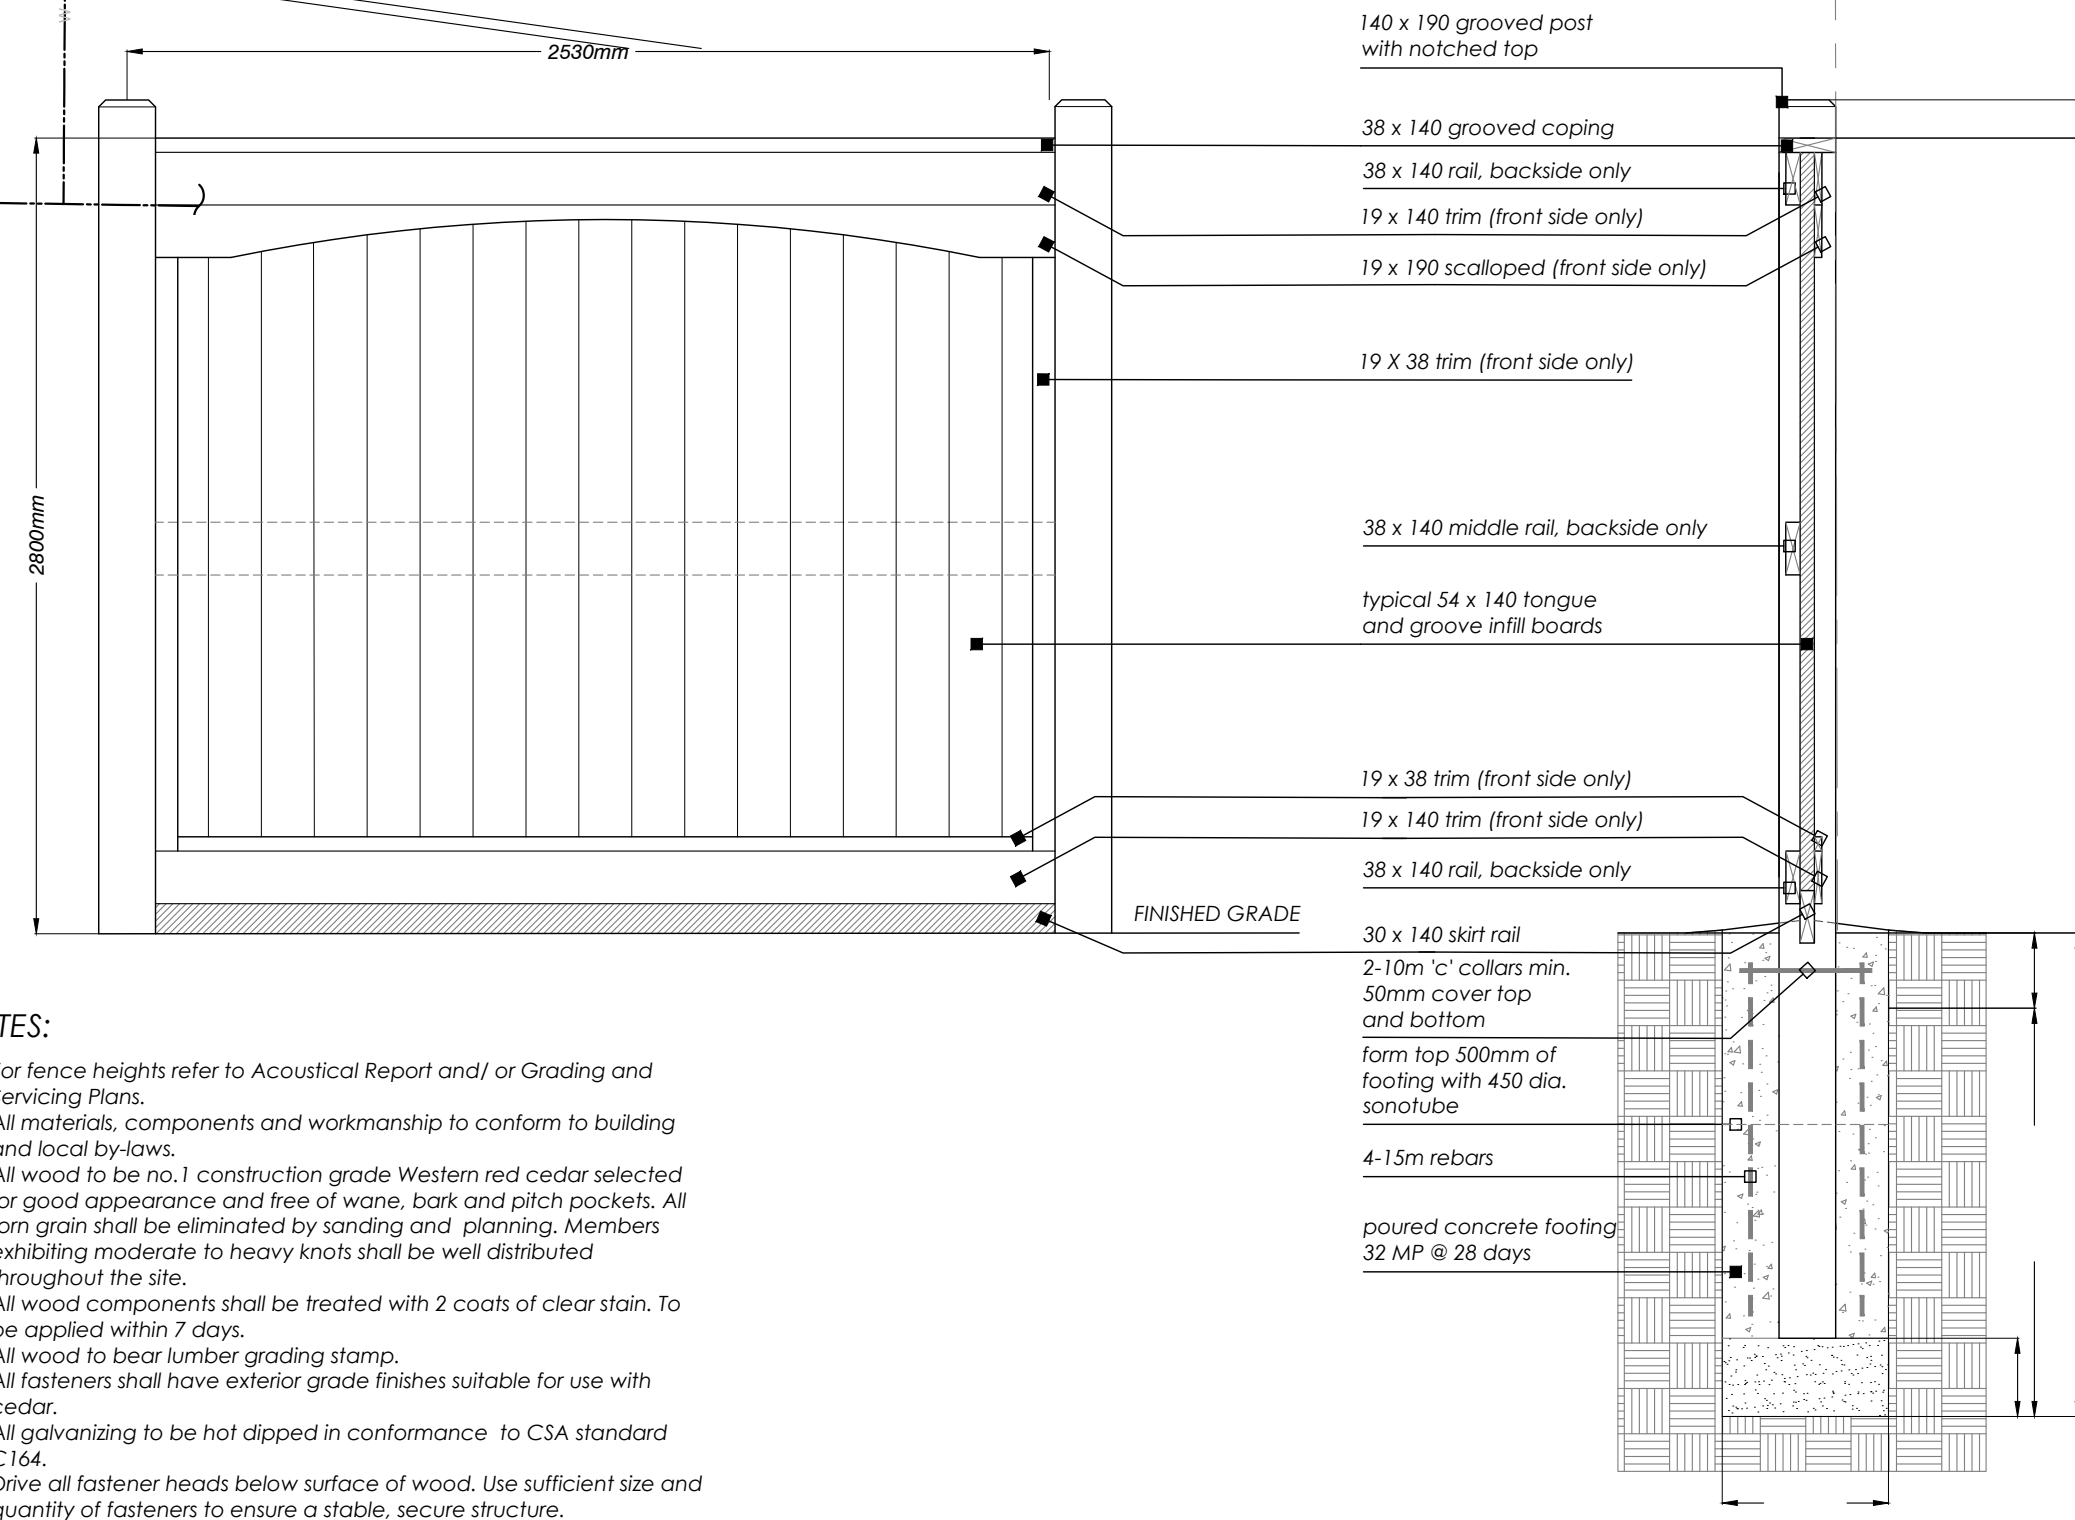 2530mm
2800mm
140 x 190 grooved post
with notched top
38 x 140 grooved coping
38 x 140 rail, backside only
19 x 140 trim (front side only)
19 x 190 scalloped (front side only)
19 X 38 trim (front side only)
38 x 140 middle rail, backside only
typical 54 x 140 tongue
and groove infill boards
19 x 38 trim (front side only)
19 x 140 trim (front side only)
38 x 140 rail, backside only
FINISHED GRADE
30 x 140 skirt rail
2-10m 'c' collars min.
50mm cover top
and bottom
form top 500mm of
footing with 450 dia.
sonotube
4-15m rebars
poured concrete footing
32 MP @ 28 days
TES:
or fence heights refer to Acoustical Report and/ or Grading and
ervicing Plans.
All materials, components and workmanship to conform to building
and local by-laws.
All wood to be no.1 construction grade Western red cedar selected
or good appearance and free of wane, bark and pitch pockets. All
orn grain shall be eliminated by sanding and planning. Members
exhibiting moderate to heavy knots shall be well distributed
throughout the site.
All wood components shall be treated with 2 coats of clear stain. To
be applied within 7 days.
All wood to bear lumber grading stamp.
All fasteners shall have exterior grade finishes suitable for use with
cedar.
All galvanizing to be hot dipped in conformance to CSA standard
C164.
Drive all fastener heads below surface of wood. Use sufficient size and
quantity of fasteners to ensure a stable, secure structure.